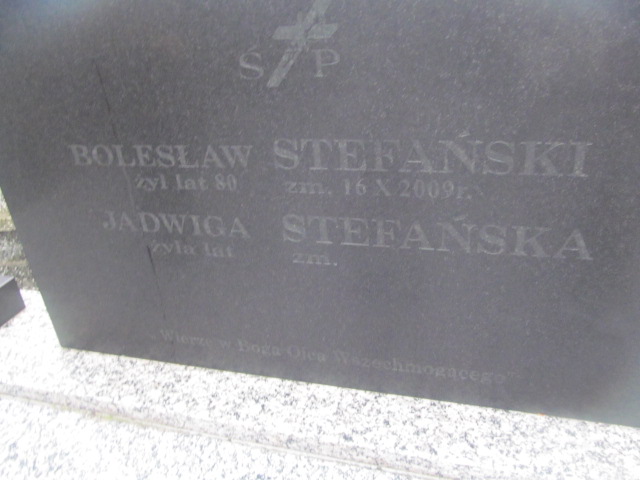 Ś P
BOLESŁAW STEFAŃSKI
żył lat 80 zm. 16 X 2009r.
JADWIGA STEFAŃSKA
żyła lat zm.
Wierzę w Boga Ojca Wszechmogącego"